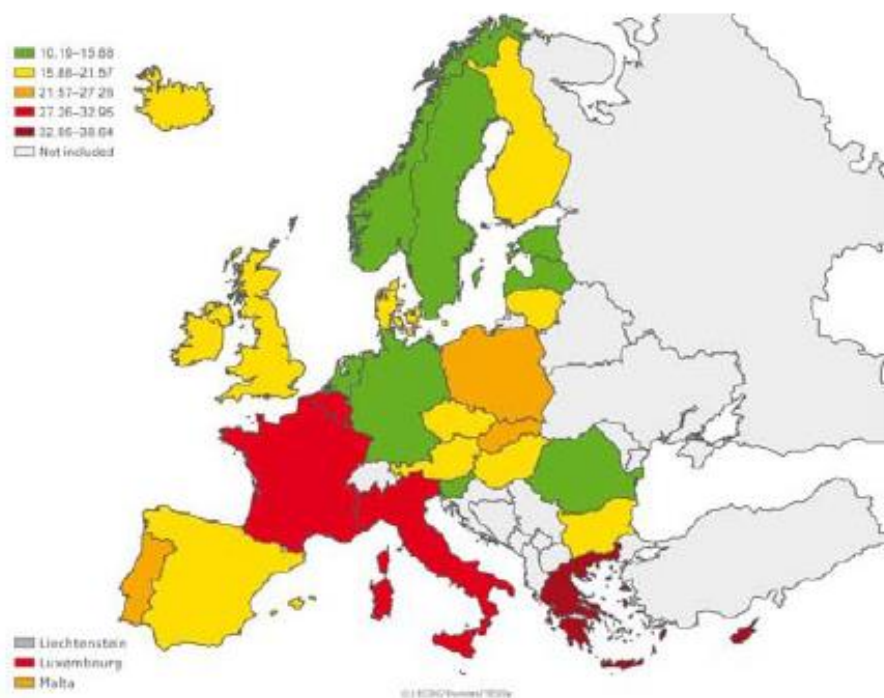 10.19–15.88
15.88–21.57
21.57–27.26
27.26–32.95
32.95–38.64
Not included
Liechtenstein
Luxembourg
Malta